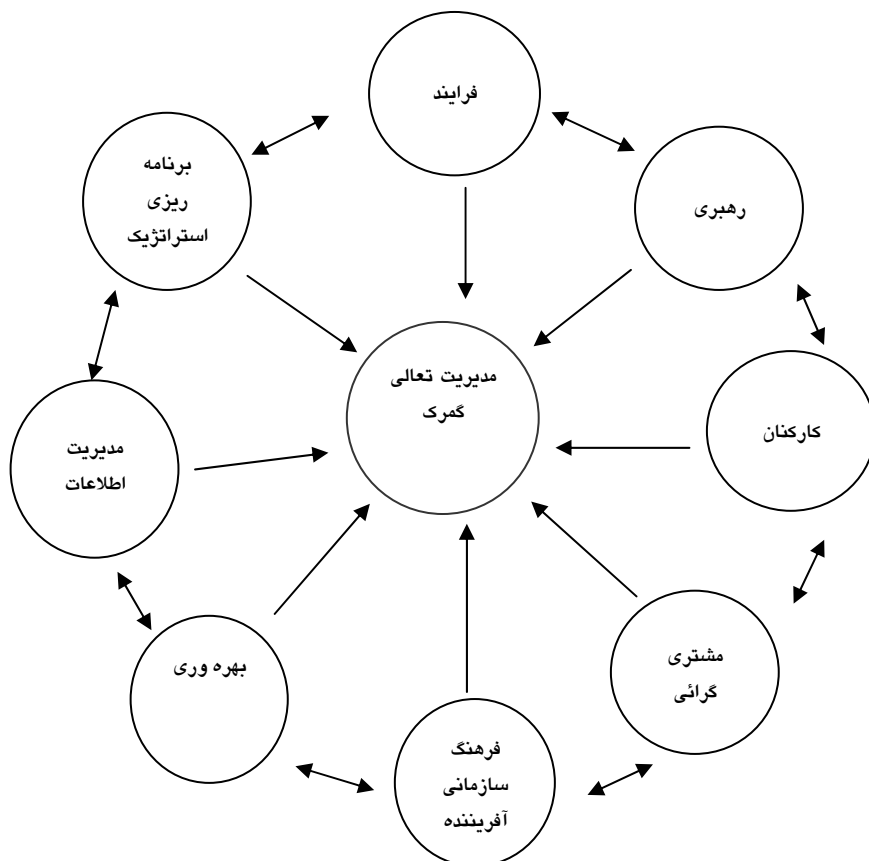 فرایند
رهبری
کارکنان
مشتری
گرائی
فرهنگ
سازمانی
آفریننده
بهره وری
مدیریت
اطلاعات
برنامه
ریزی
استراتژیک
مدیریت تعالی
گمرک